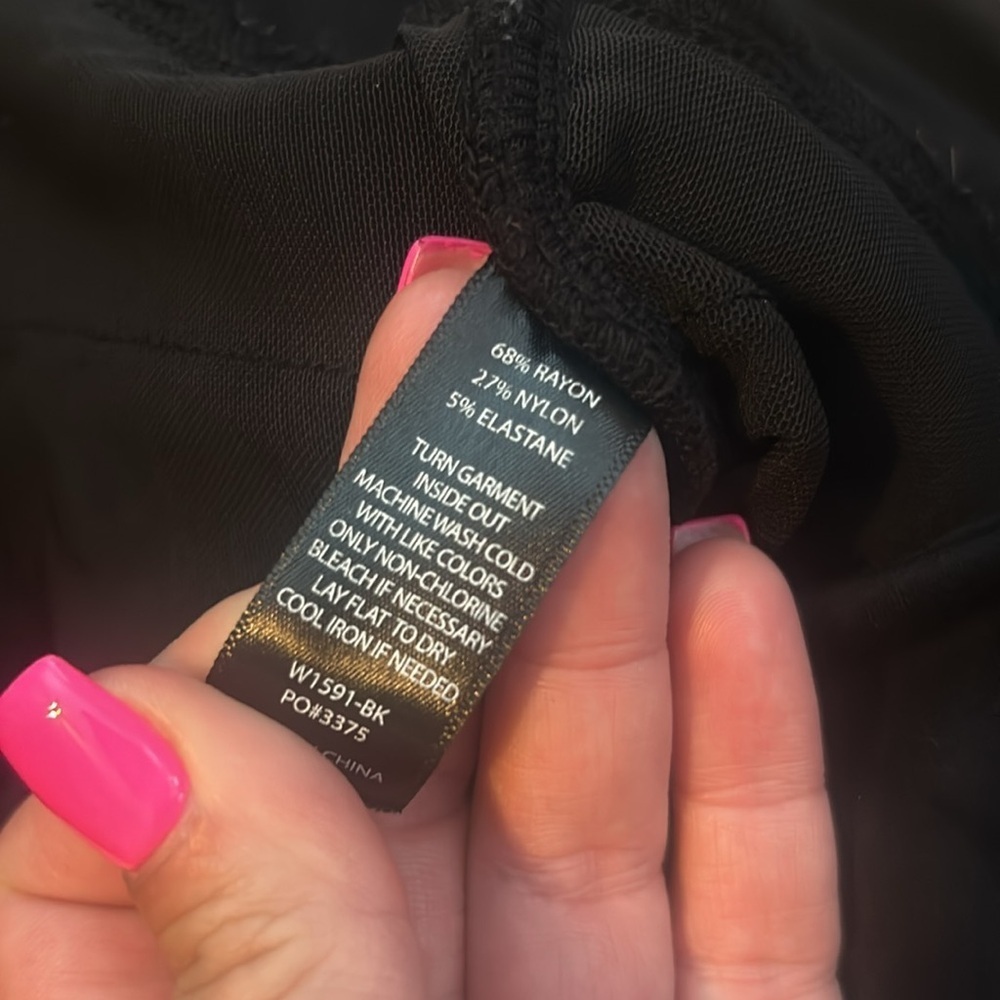 68% RAYON
27% NYLON
5% ELASTANE
TURN GARMENT
INSIDE OUT
MACHINE WASH COLD
WITH LIKE COLORS
ONLY NON-CHLORINE
BLEACH IF NECESSARY
LAY FLAT TO DRY
COOL IRON IF NEEDED
W1591-BK
PO#3375
CHINA